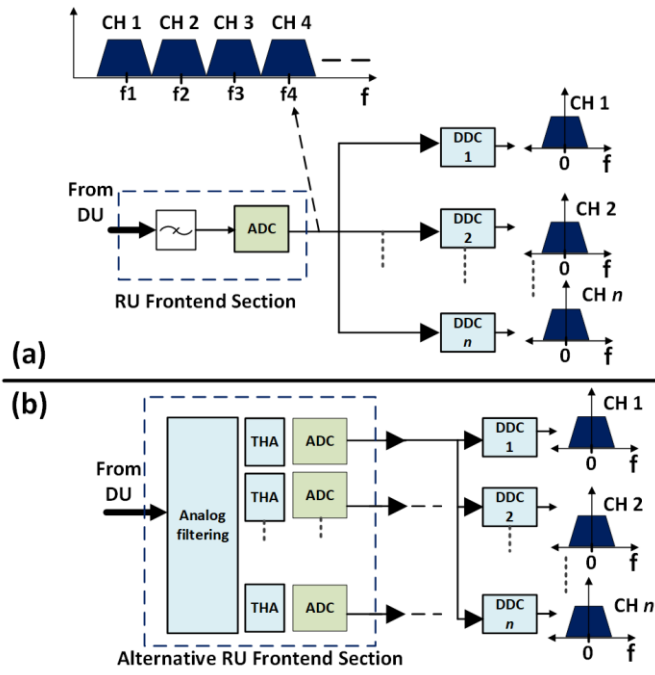 CH 1 CH 2 CH 3 CH 4
f1 f2 f3 f4 f
From
DU
ADC
RU Frontend Section
DDC
1
CH 1
0 f
DDC
2
CH 2
0 f
DDC
n
CH n
0 f
(a)
(b)
From
DU
Analog
filtering
THA ADC
THA ADC
THA ADC
Alternative RU Frontend Section
DDC
1
CH 1
0 f
DDC
2
CH 2
0 f
DDC
n
CH n
0 f